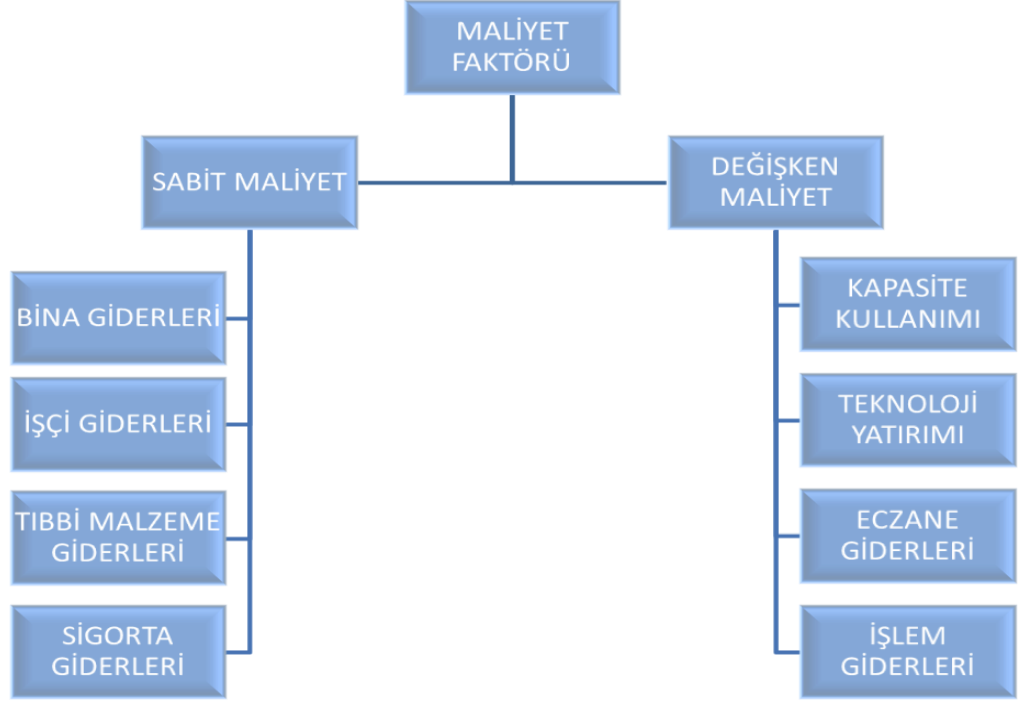 MALİYET
FAKTÖRÜ
SABİT MALİYET
DEĞİŞKEN
MALİYET
BİNA GİDERLERİ
İŞÇİ GİDERLERİ
TIBBİ MALZEME
GİDERLERİ
SİGORTA
GİDERLERİ
KAPASİTE
KULLANIMI
TEKNOLOJİ
YATIRIMI
ECZANE
GİDERLERİ
İŞLEM
GİDERLERİ